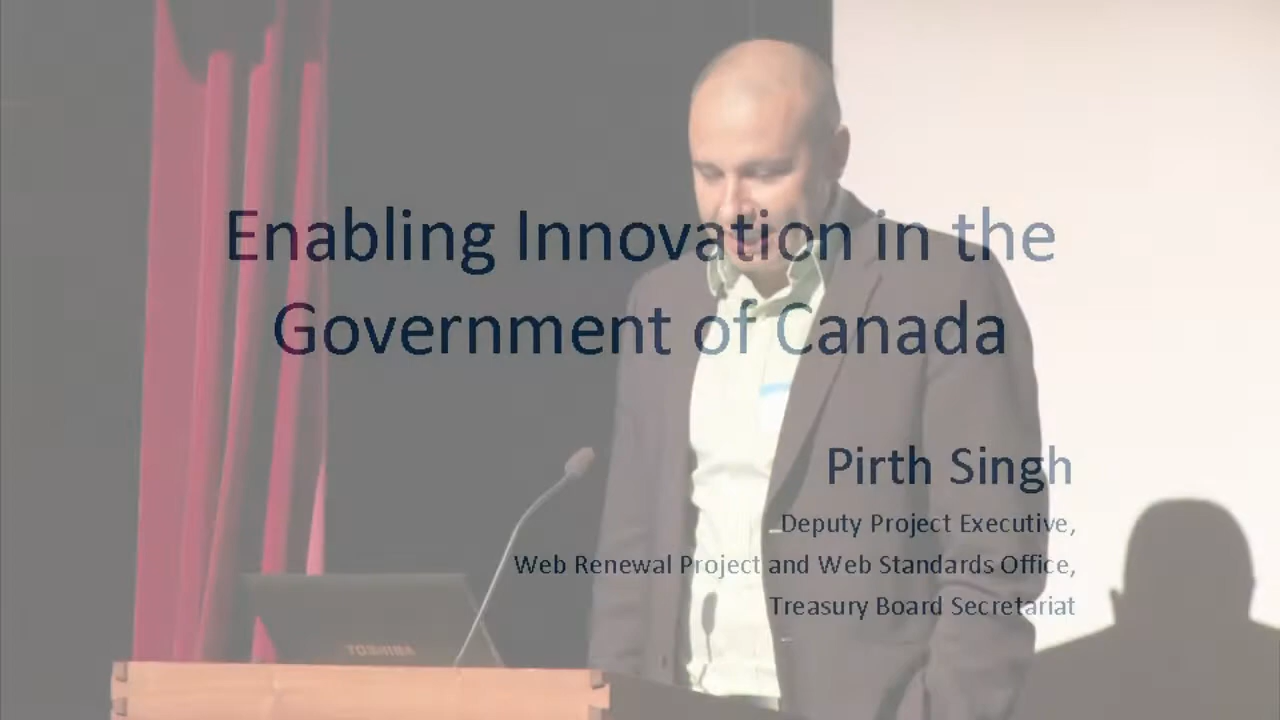 Enabling Innovation in the
Government of Canada
Pirth Singh
Deputy Project Executive,
Web Renewal Project and Web Standards Office,
Treasury Board Secretariat
TOSHIBA